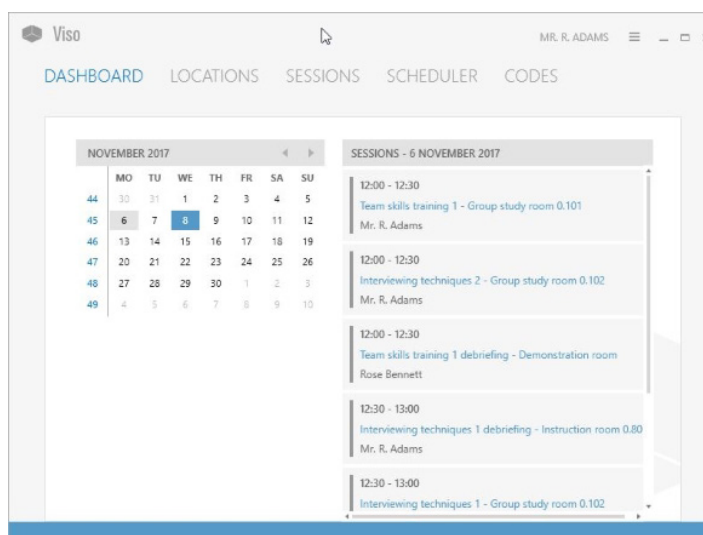 Viso
MR. R. ADAMS
DASHBOARD LOCATIONS SESSIONS SCHEDULER CODES
NOVEMBER 2017
MO TU WE TH FR SA SU
44 30 31 1 2 3 4 5
45 6 7 8 9 10 11 12
46 13 14 15 16 17 18 19
47 20 21 22 23 24 25 26
48 27 28 29 30 1 2 3
49 4 5 6 7 8 9 10
SESSIONS - 6 NOVEMBER 2017
12:00 - 12:30
Team skills training 1 - Group study room 0.101
Mr. R. Adams
12:00 - 12:30
Interviewing techniques 2 - Group study room 0.102
Mr. R. Adams
12:00 - 12:30
Team skills training 1 debriefing - Demonstration room
Rose Bennett
12:30 - 13:00
Interviewing techniques 1 debriefing - Instruction room 0.80
Mr. R. Adams
12:30 - 13:00
Interviewing techniques 1 - Group study room 0.102